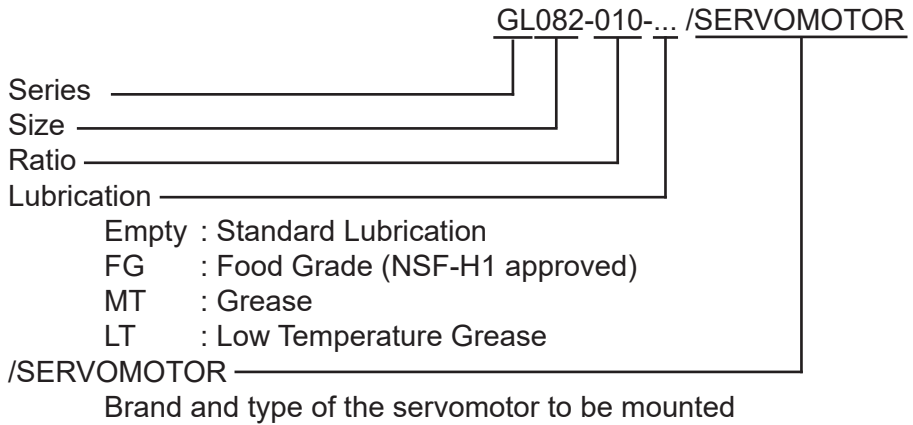 GL082-010-... /SERVOMOTOR
Series
Size
Ratio
Lubrication
Empty : Standard Lubrication
FG : Food Grade (NSF-H1 approved)
MT : Grease
LT : Low Temperature Grease
/SERVOMOTOR
Brand and type of the servomotor to be mounted